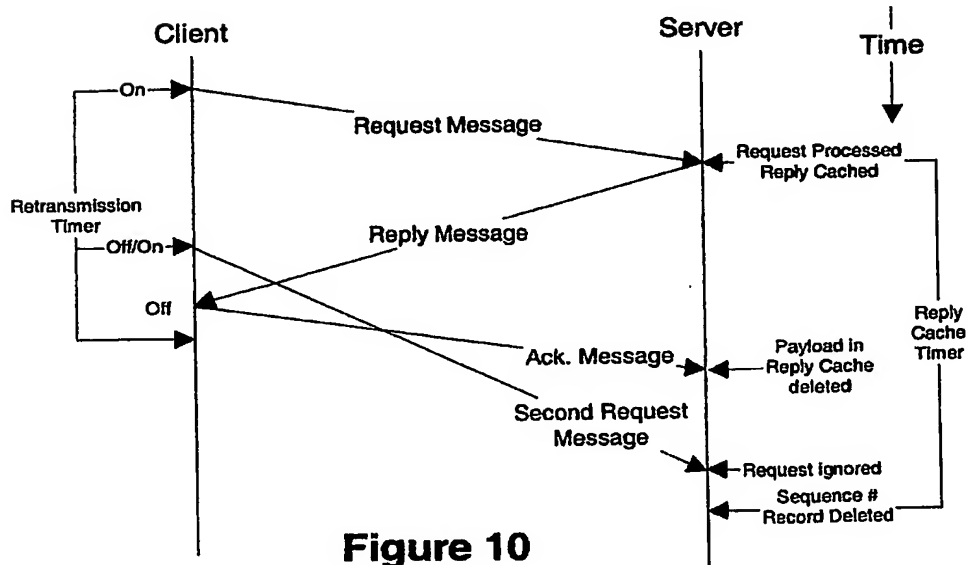 Client
Server
Time
On
Request Message
Request Processed
Reply Cached
Retransmission
Timer
Reply Message
Off/On
Off
Reply
Cache
Timer
Ack. Message
Payload in
Reply Cache
deleted
Second Request
Message
Request ignored
Sequence #
Record Deleted
Figure 10